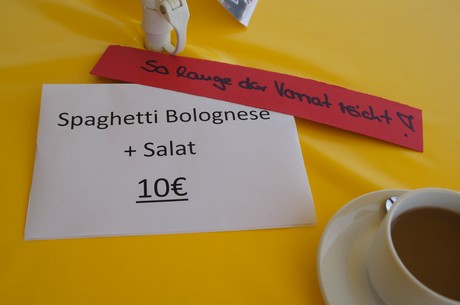 So lange der Vorrat reicht!
Spaghetti Bolognese
+ Salat
10€